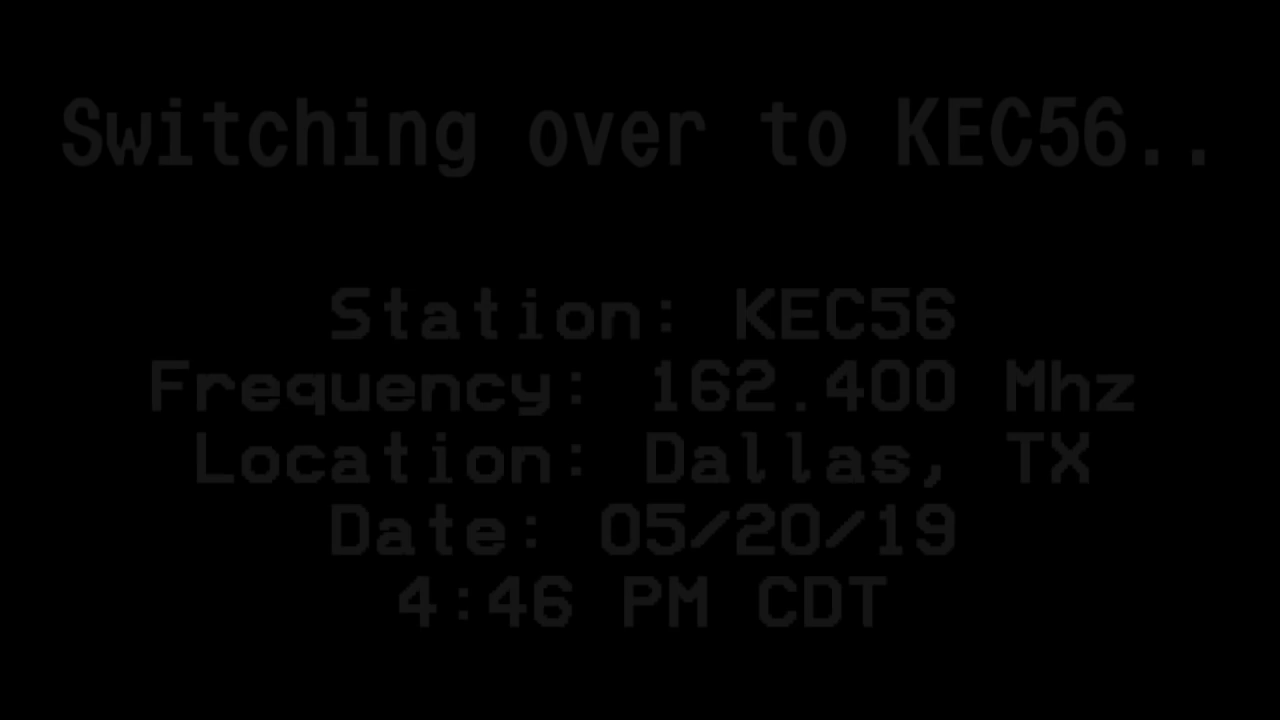 Switching over to KEC56..
Station: KEC56
Frequency: 162.400 Mhz
Location: Dallas, TX
Date: 05/20/19
4:46 PM CDT